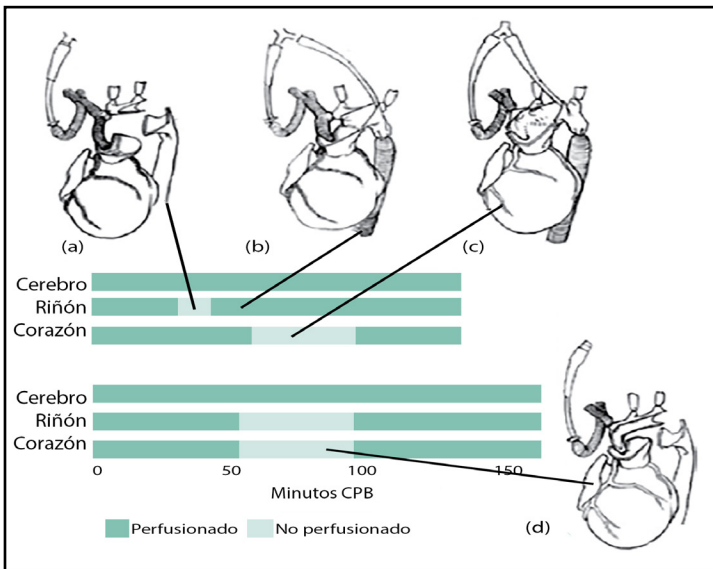 (a)
(b)
(c)
Cerebro
Riñón
Corazón
Cerebro
Riñón
Corazón
0 50 100 150
Minutos CPB
Perfusionado No perfusionado
(d)